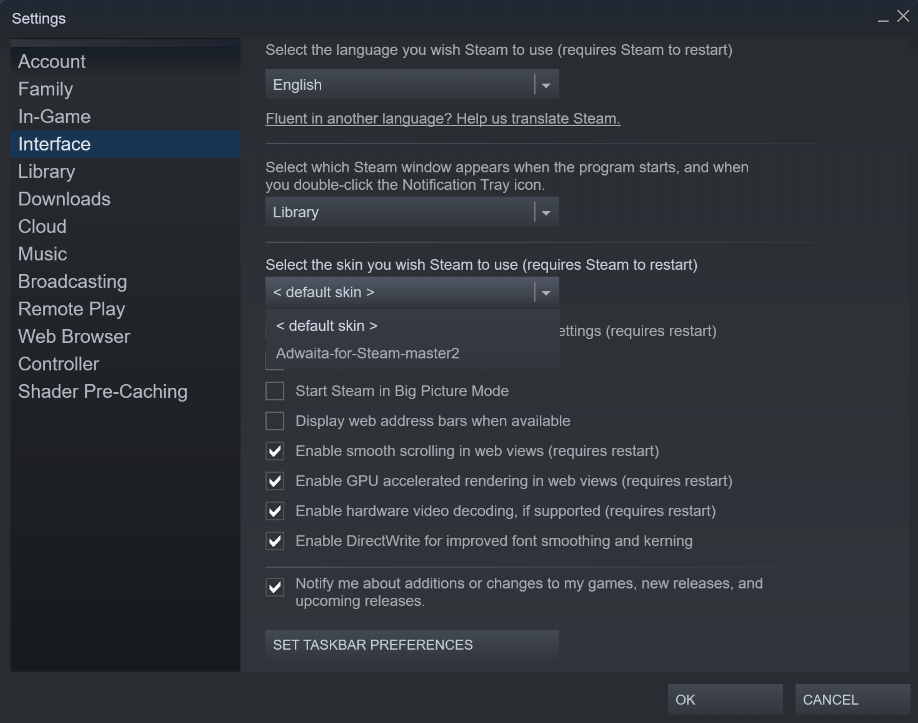 Settings
Account
Family
In-Game
Interface
Library
Downloads
Cloud
Music
Broadcasting
Remote Play
Web Browser
Controller
Shader Pre-Caching
Select the language you wish Steam to use (requires Steam to restart)
English
Fluent in another language? Help us translate Steam.
Select which Steam window appears when the program starts, and when
you double-click the Notification Tray icon.
Library
Select the skin you wish Steam to use (requires Steam to restart)
< default skin >
< default skin >
ettings (requires restart)
Adwaita-for-Steam-master2
Start Steam in Big Picture Mode
Display web address bars when available
Enable smooth scrolling in web views (requires restart)
Enable GPU accelerated rendering in web views (requires restart)
Enable hardware video decoding, if supported (requires restart)
Enable DirectWrite for improved font smoothing and kerning
Notify me about additions or changes to my games, new releases, and
upcoming releases.
SET TASKBAR PREFERENCES
OK
CANCEL